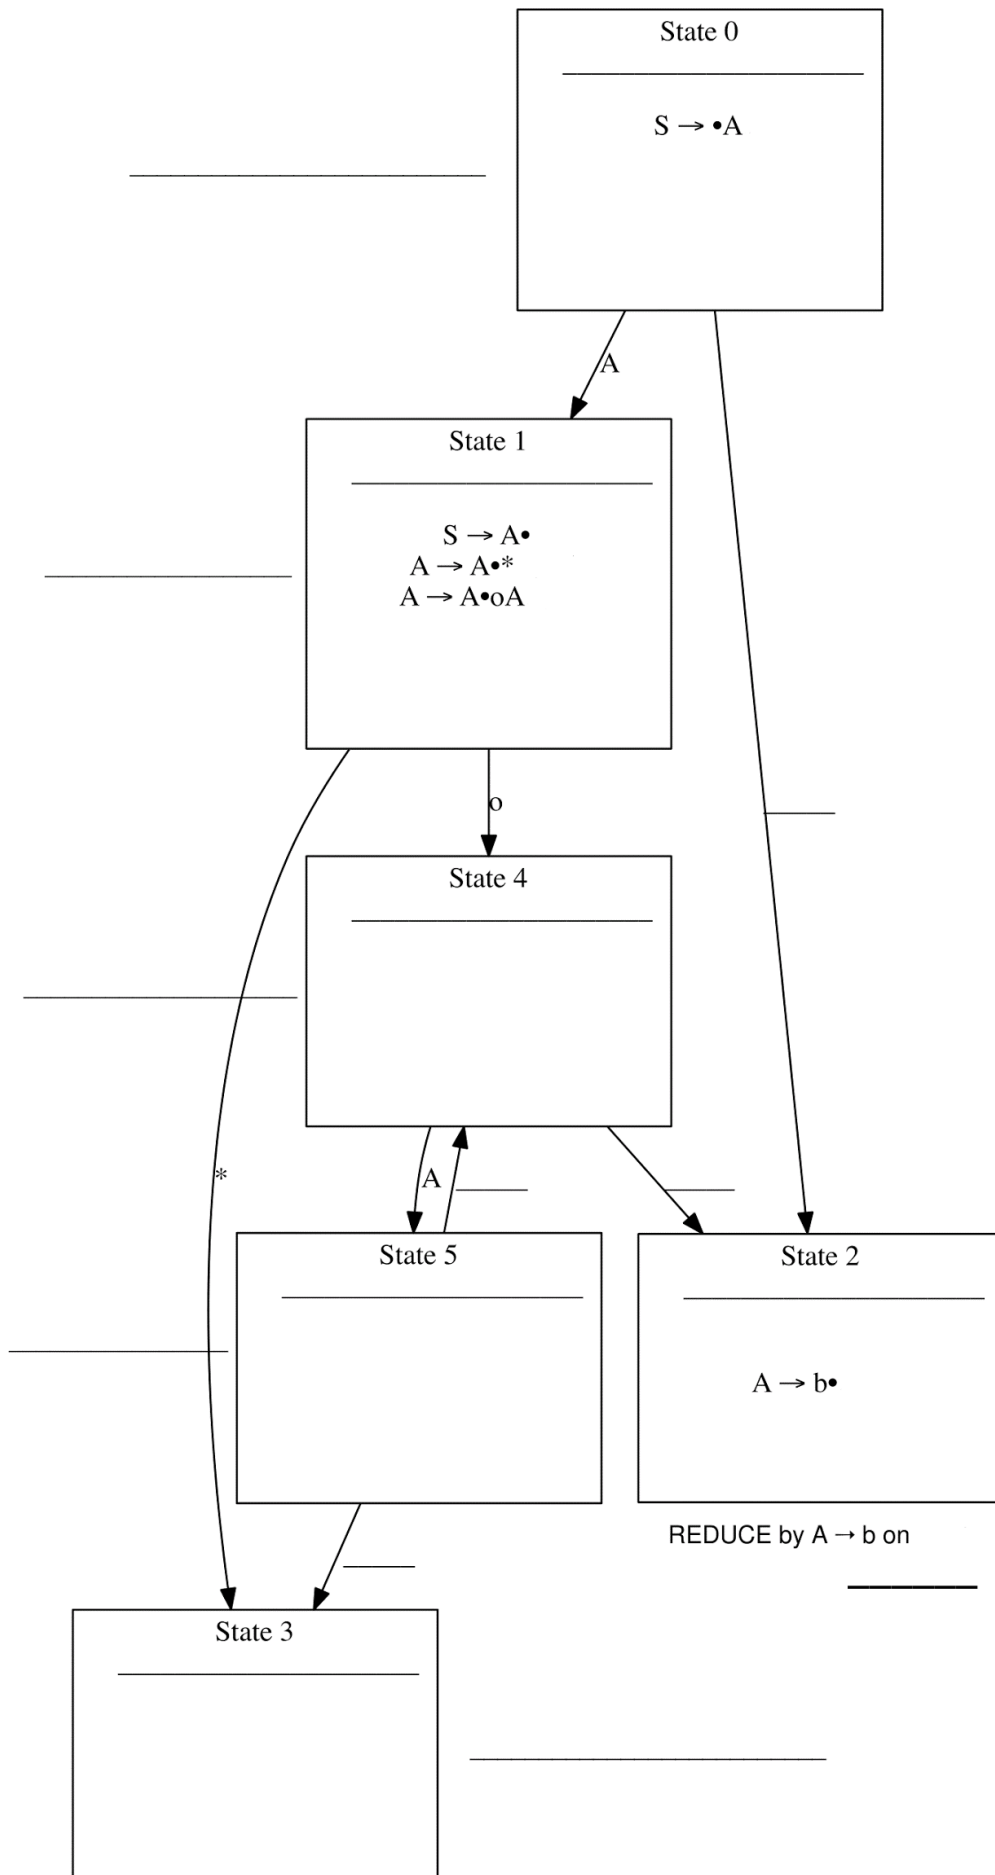 State 0
S → •A
A
State 1
S → A•
A → A•*
A → A•oA
o
State 4
*
A
State 5
State 2
A → b•
REDUCE by A → b on
State 3